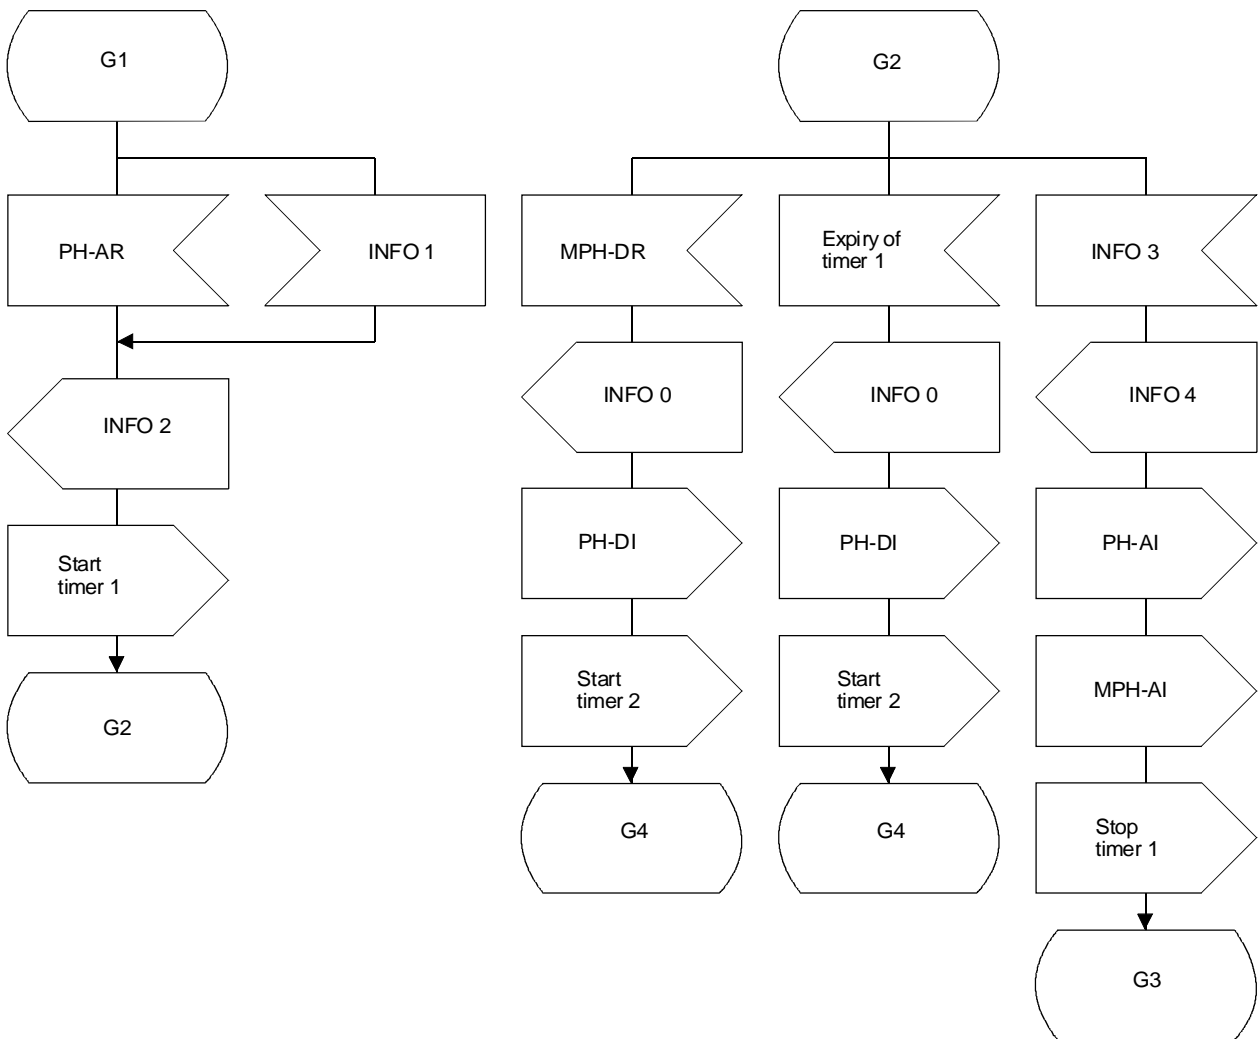 G1
PH-AR
INFO 1
INFO 2
Start
timer 1
G2
G2
MPH-DR
INFO 0
PH-DI
Start
timer 2
G4
Expiry of
timer 1
INFO 0
PH-DI
Start
timer 2
G4
INFO 3
INFO 4
PH-AI
MPH-AI
Stop
timer 1
G3